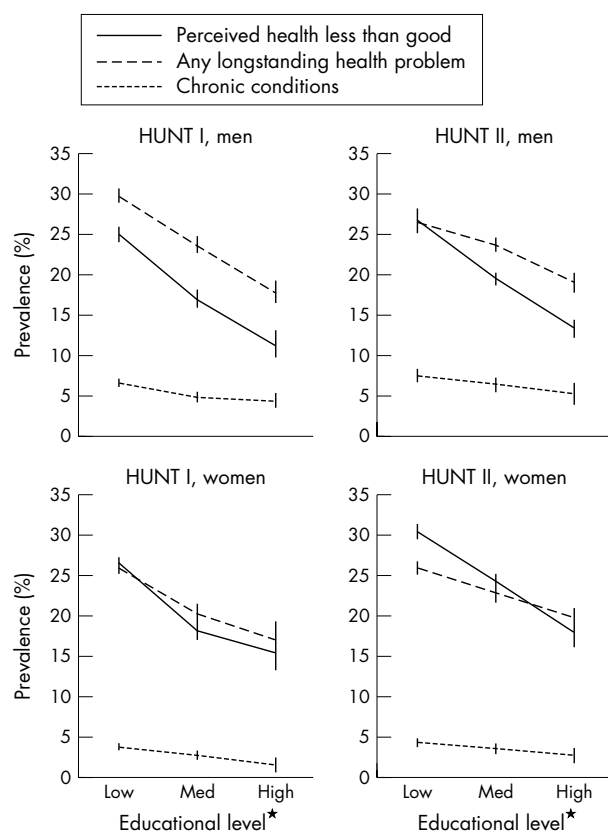 Perceived health less than good
Any longstanding health problem
Chronic conditions
HUNT I, men
HUNT II, men
35
30
25
20
15
10
5
0
Prevalence (%)
35
30
25
20
15
10
5
0
HUNT I, women
HUNT II, women
35
30
25
20
15
10
5
0
Prevalence (%)
Low Med High
Educational level★
35
30
25
20
15
10
5
0
Low Med High
Educational level★